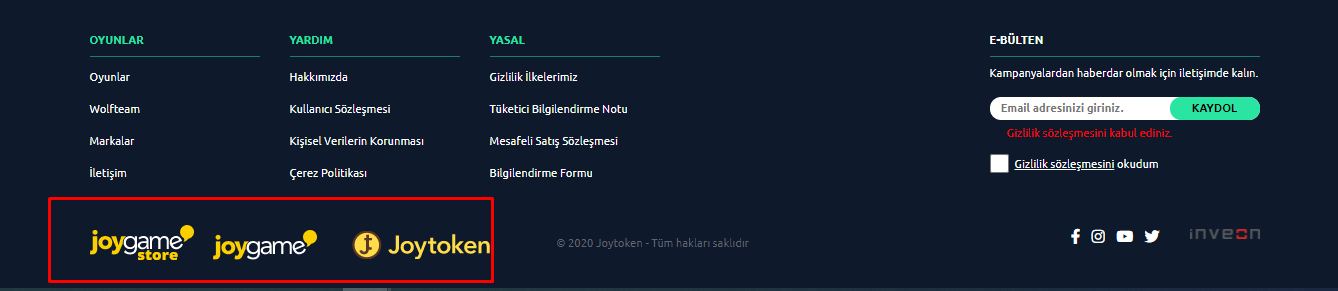 OYUNLAR
Oyunlar
Wolfteam
Markalar
İletişim
YARDIM
Hakkımızda
Kullanıcı Sözleşmesi
Kişisel Verilerin Korunması
Çerez Politikası
YASAL
Gizlilik İlkelerimiz
Tüketici Bilgilendirme Notu
Mesafeli Satış Sözleşmesi
Bilgilendirme Formu
E-BÜLTEN
Kampanyalardan haberdar olmak için iletişimde kalın.
Email adresinizi giriniz. KAYDOL
Gizlilik sözleşmesini kabul ediniz.
Gizlilik sözleşmesini okudum
joygame
store
joygame
Joytoken
© 2020 Joytoken - Tüm hakları saklıdır
inveon